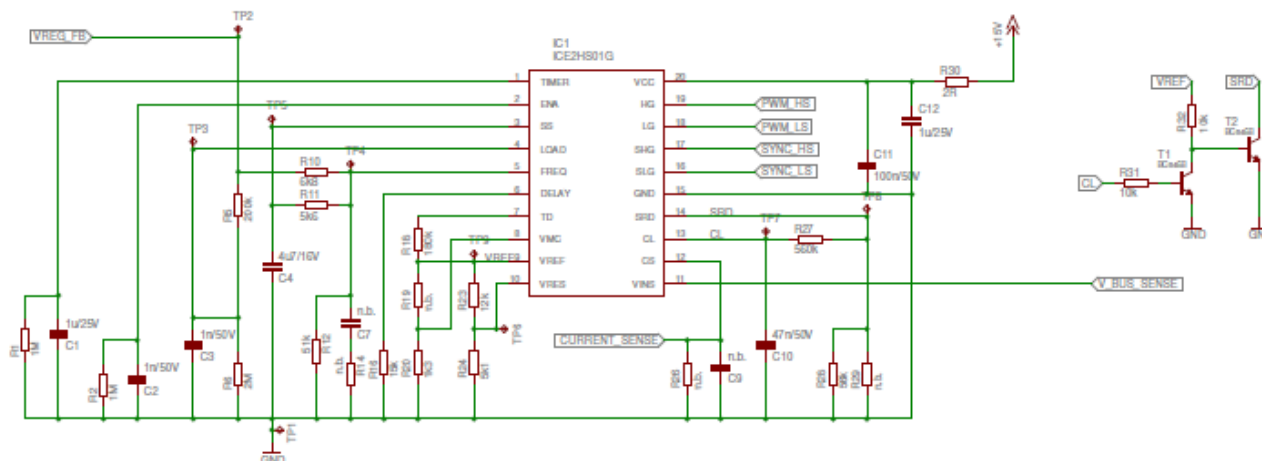 TP2
VREG_FB
IC1
ICE2HS01G
+15V
1 TIMER VCC 20
2 ENA HG 19
3 SS LG 18
4 LOAD SHG 17
5 FREQ SLG 16
6 DELAY GND 15
7 TD SRD 14
8 VMC CL 13
9 VREF CS 12
10 VRES VINS 11
R30
2R
C12
1u/25V
PWM_HS
PWM_LS
SYNC_HS
SYNC_LS
C11
100n/50V
VREF
SRD
R32
10k
T2
T1
CL
R31
10k
GND
TP5
TP3
TP4
R10
6k8
R11
5k6
200k
SRD
TP7
CL
R27
560k
R18
180k
TP9
VREF
4u7/16V
C4
R19
n.b.
R23
12k
V_BUS_SENSE
TP6
CURRENT_SENSE
R1
1M
1u/25V
C1
R2
1M
1n/50V
C2
1n/50V
C3
R6
2M
51k
R12
n.b.
C7
n.b.
R14
R16
R20
R24
5k1
n.b.
n.b.
C9
47n/50V
C10
R29
n.b.
TP1
GND